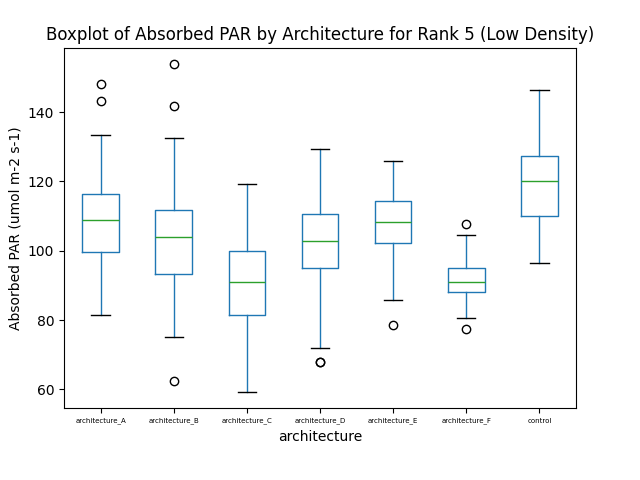 Boxplot of Absorbed PAR by Architecture for Rank 5 (Low Density)
Absorbed PAR (umol m-2 s-1)
140
120
100
80
60
architecture_A architecture_B architecture_C architecture_D architecture_E architecture_F control
architecture